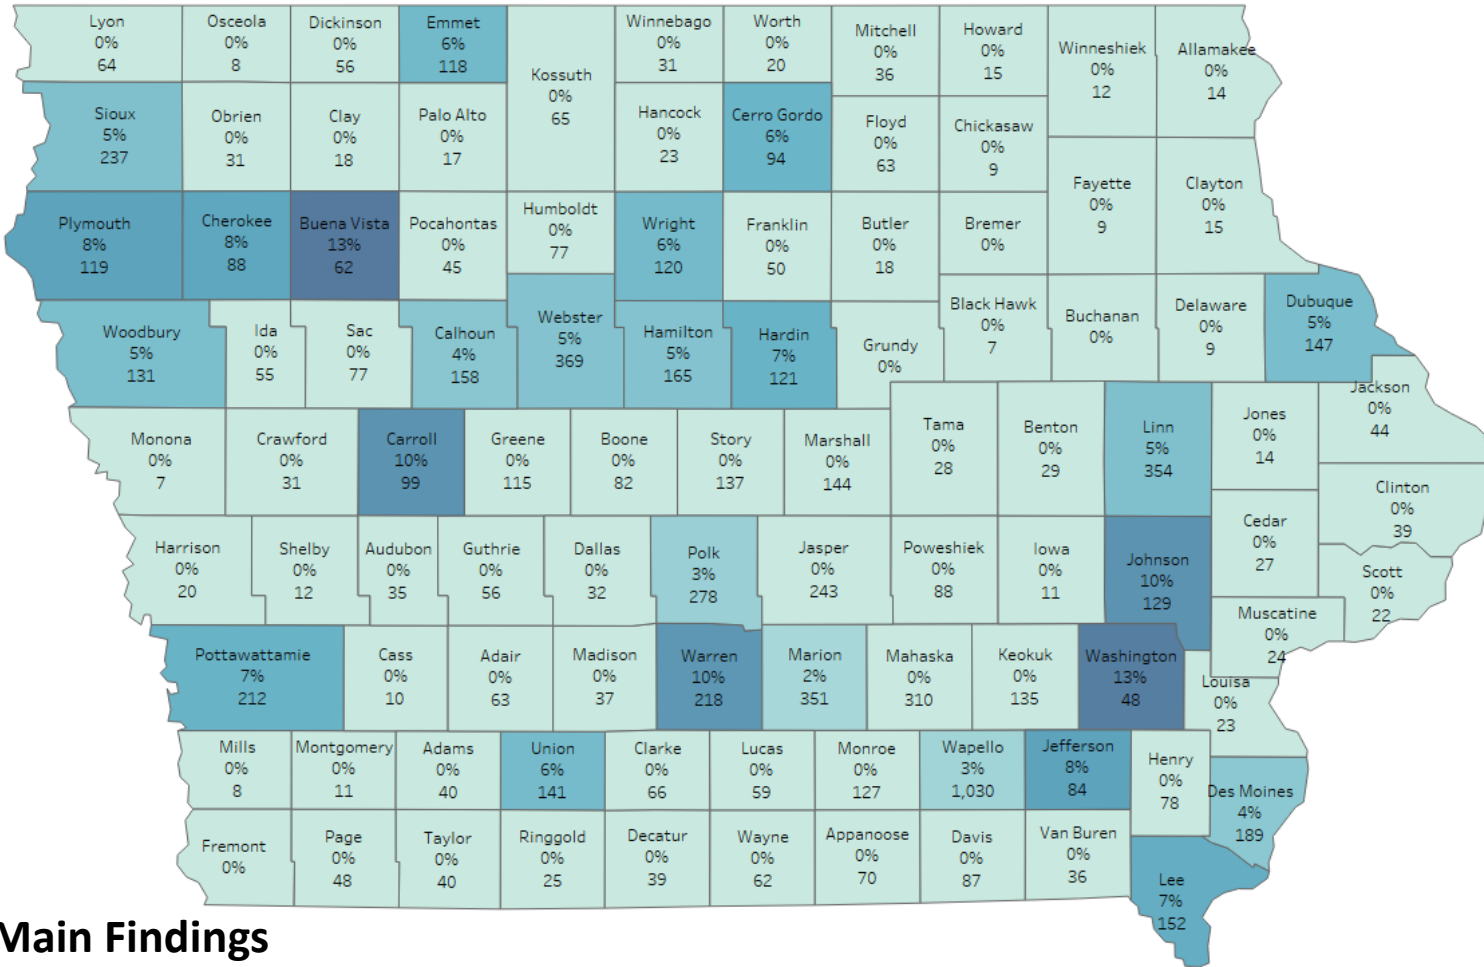 Lyon
0%
64
Osceola
0%
8
Dickinson
0%
56
Emmet
6%
118
Kossuth
0%
65
Winnebago
0%
31
Worth
0%
20
Mitchell
0%
36
Howard
0%
15
Winneshiek
0%
12
Allamakee
0%
14
Sioux
5%
237
Obrien
0%
31
Clay
0%
18
Palo Alto
0%
17
Hancock
0%
23
Cerro Gordo
6%
94
Floyd
0%
63
Chickasaw
0%
9
Fayette
0%
9
Clayton
0%
15
Plymouth
8%
119
Cherokee
8%
88
Buena Vista
13%
62
Pocahontas
0%
45
Humboldt
0%
77
Wright
6%
120
Franklin
0%
50
Butler
0%
18
Bremer
0%
Woodbury
5%
131
Ida
0%
55
Sac
0%
77
Calhoun
4%
158
Webster
5%
369
Hamilton
5%
165
Hardin
7%
121
Grundy
0%
Black Hawk
0%
7
Buchanan
0%
Delaware
0%
9
Dubuque
5%
147
Jackson
0%
44
Monona
0%
7
Crawford
0%
31
Carroll
10%
99
Greene
0%
115
Boone
0%
82
Story
0%
137
Marshall
0%
144
Tama
0%
28
Benton
0%
29
Linn
5%
354
Jones
0%
14
Clinton
0%
39
Harrison
0%
20
Shelby
0%
12
Audubon
0%
35
Guthrie
0%
56
Dallas
0%
32
Polk
3%
278
Jasper
0%
243
Poweshiek
0%
88
Iowa
0%
11
Johnson
10%
129
Cedar
0%
27
Scott
0%
22
Muscatine
0%
24
Pottawattamie
7%
212
Cass
0%
10
Adair
0%
63
Madison
0%
37
Warren
10%
218
Marion
2%
351
Mahaska
0%
310
Keokuk
0%
135
Washington
13%
48
Louisa
0%
23
Mills
0%
8
Montgomery
0%
11
Adams
0%
40
Union
6%
141
Clarke
0%
66
Lucas
0%
59
Monroe
0%
127
Wapello
3%
1,030
Jefferson
8%
84
Henry
0%
78
Des Moines
4%
189
Fremont
0%
Page
0%
48
Taylor
0%
40
Ringgold
0%
25
Decatur
0%
39
Wayne
0%
62
Appanoose
0%
70
Davis
0%
87
Van Buren
0%
36
Lee
7%
152
Main Findings